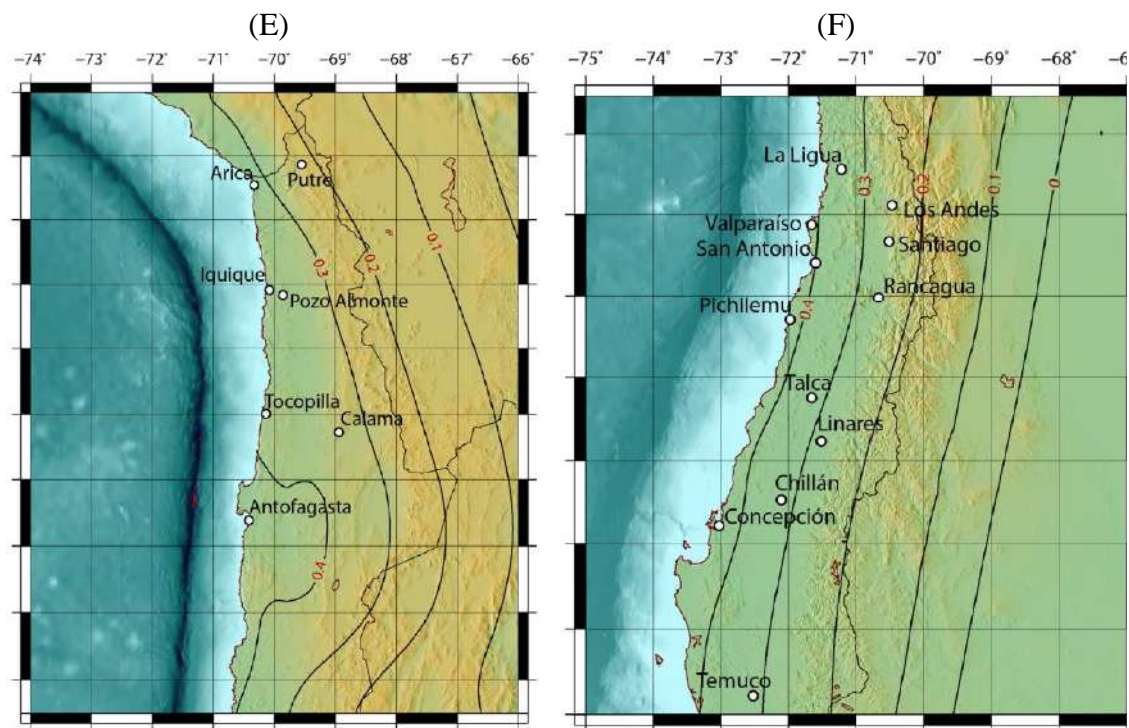 (E) (F)
−74° −73° −72° −71° −70° −69° −68° −67° −66°
−75° −74° −73° −72° −71° −70° −69° −68° −67°
Arica
Putre
0.1
0.2
0.3
Iquique
Pozo Almonte
Tocopilla
Calama
Antofagasta
0.4
La Ligua
0.3
0.2
0.1
0
Los Andes
Valparaíso
San Antonio
Santiago
Rancagua
Pichilemu
0.4
Talca
Linares
Chillán
Concepción
Temuco